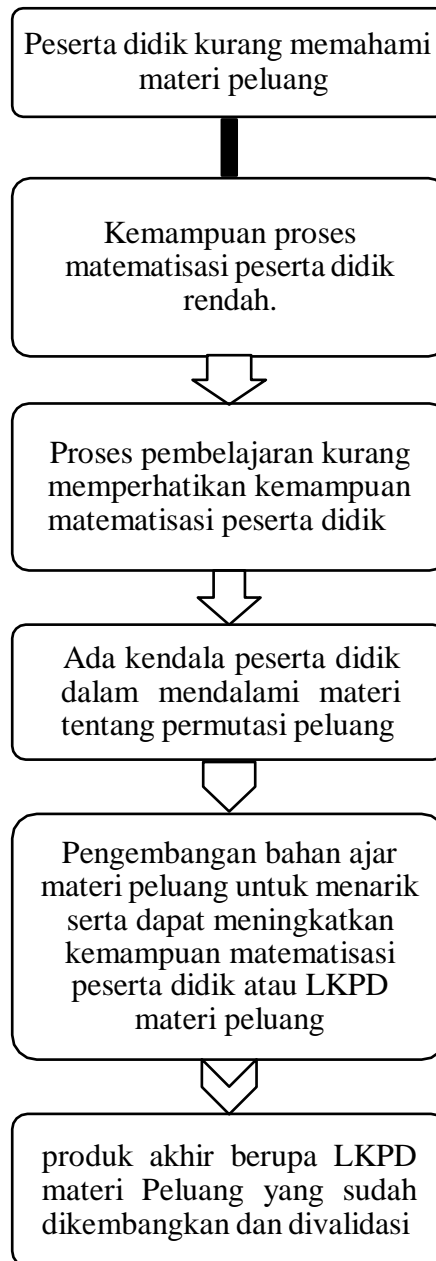 Peserta didik kurang memahami
materi peluang
Kemampuan proses
matematisasi peserta didik
rendah.
Proses pembelajaran kurang
memperhatikan kemampuan
matematisasi peserta didik
Ada kendala peserta didik
dalam mendalami materi
tentang permutasi peluang
Pengembangan bahan ajar
materi peluang untuk menarik
serta dapat meningkatkan
kemampuan matematisasi
peserta didik atau LKPD
materi peluang
produk akhir berupa LKPD
materi Peluang yang sudah
dikembangkan dan divalidasi